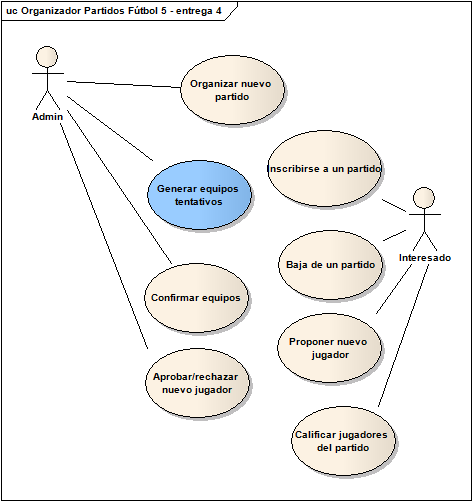 uc Organizador Partidos Fútbol 5 - entrega 4
Admin
Organizar nuevo
partido
Generar equipos
tentativos
Confirmar equipos
Aprobar/rechazar
nuevo jugador
Inscribirse a un partido
Interesado
Baja de un partido
Proponer nuevo
jugador
Calificar jugadores
del partido